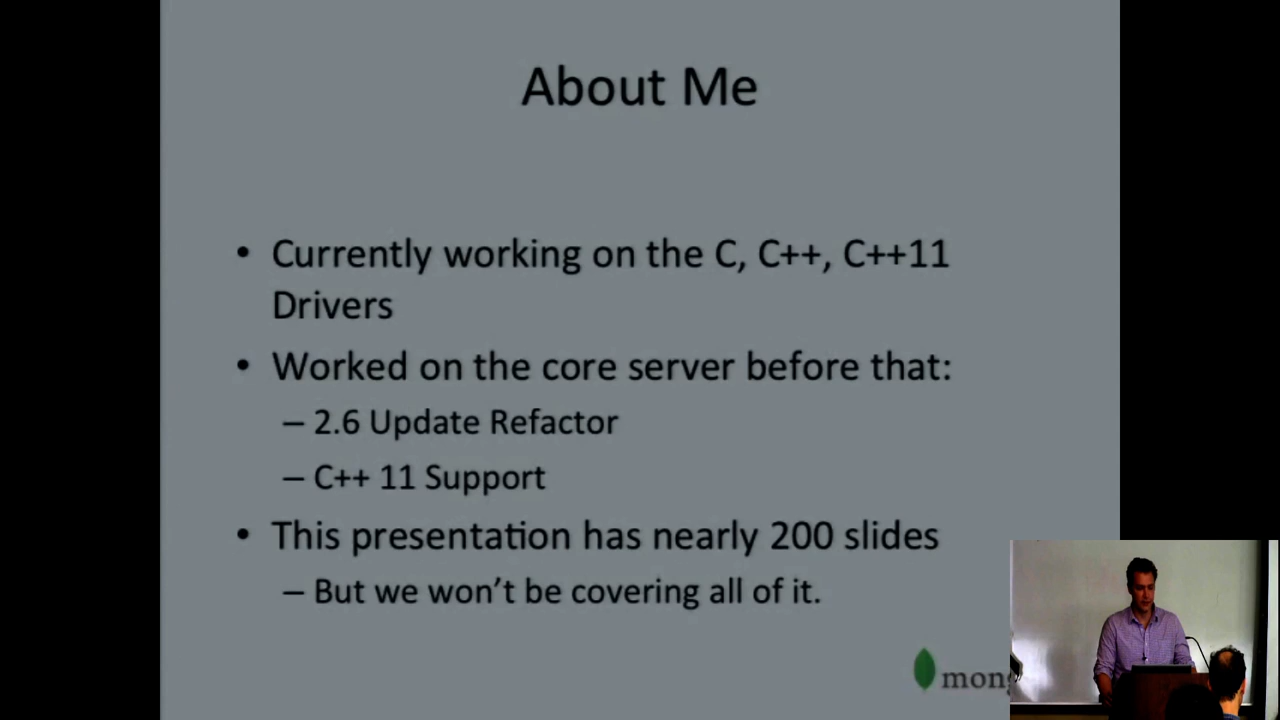 About Me
• Currently working on the C, C++, C++11
Drivers
• Worked on the core server before that:
– 2.6 Update Refactor
– C++ 11 Support
• This presentation has nearly 200 slides
– But we won’t be covering all of it.
mong